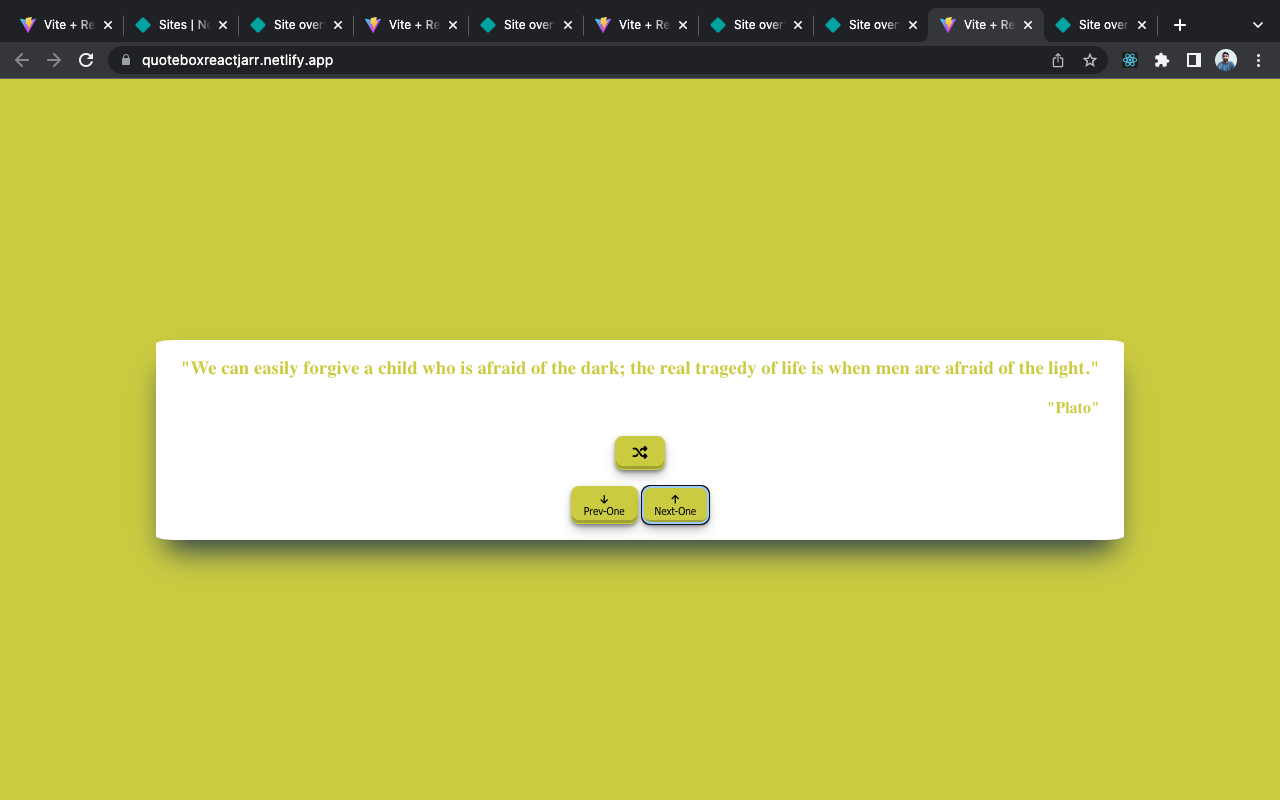 Vite + Re
Sites | Ne
Site over
Vite + Re
Site over
Vite + Re
Site over
Site over
Vite + Re
Site over
quoteboxreactjarr.netlify.app
"We can easily forgive a child who is afraid of the dark; the real tragedy of life is when men are afraid of the light."
"Plato"
Prev-One
Next-One